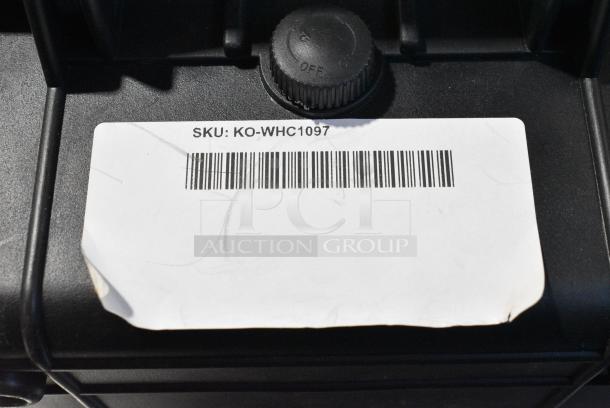 OFF
SKU: KO-WHC1097
PCI
AUCTION GROUP